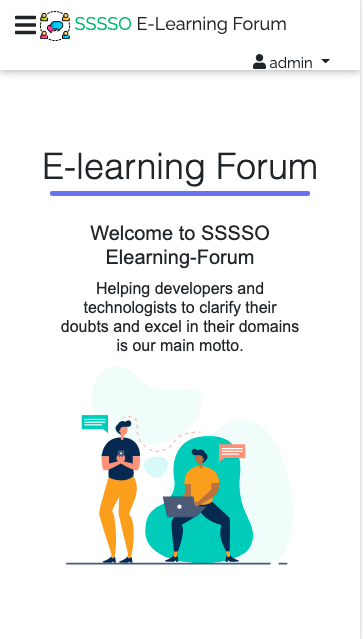 SSSSO E-Learning Forum
admin
E-learning Forum
Welcome to SSSSO
Elearning-Forum
Helping developers and
technologists to clarify their
doubts and excel in their domains
is our main motto.